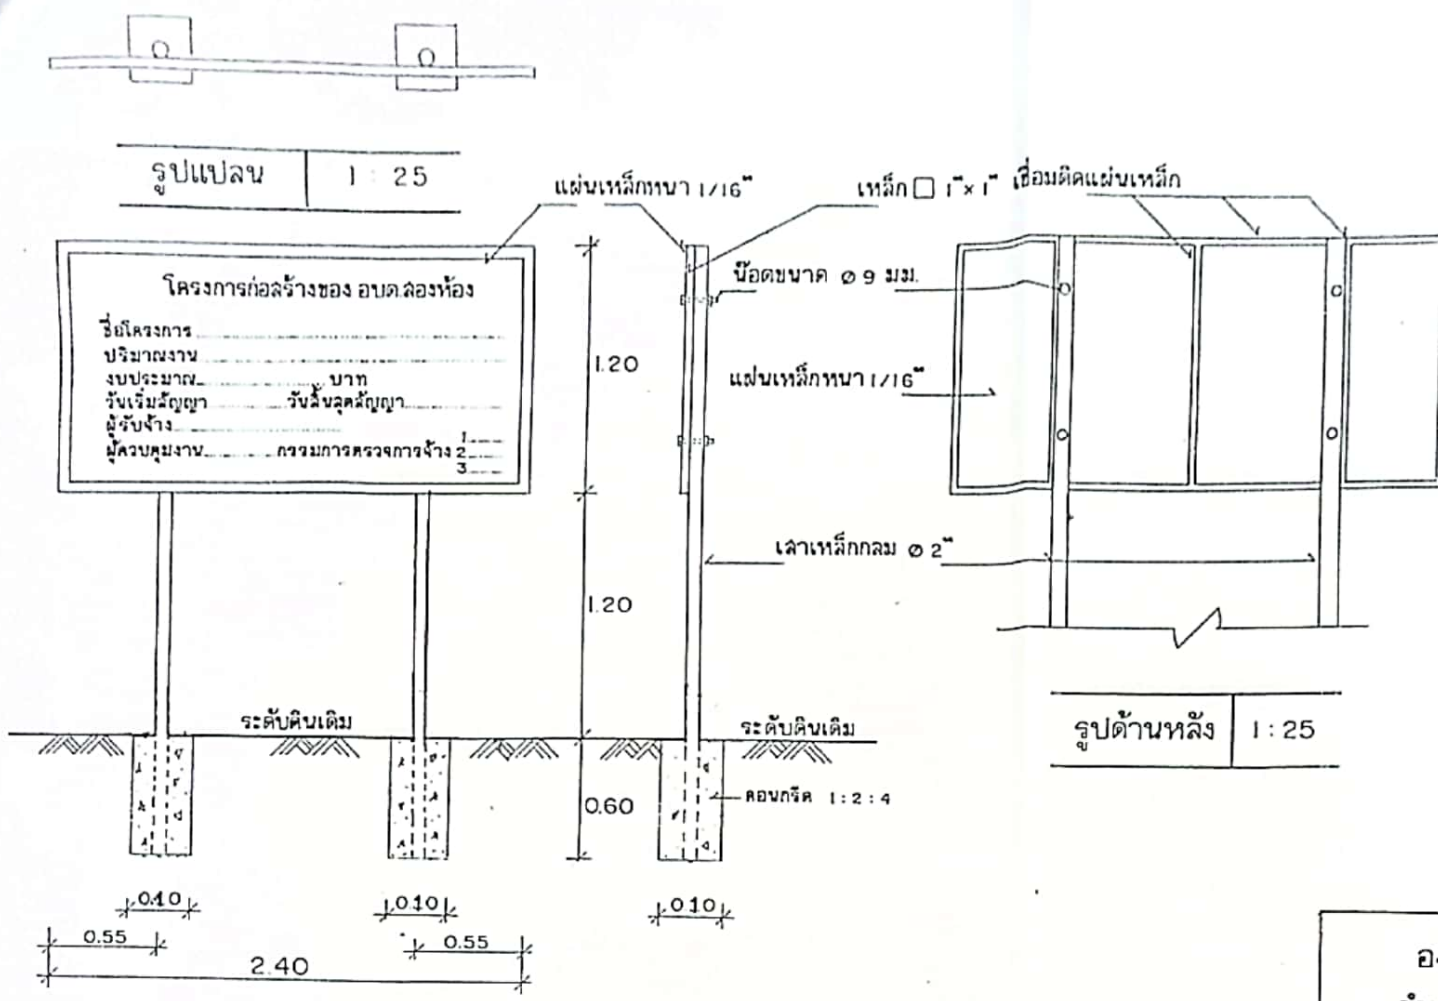 รูปแปลน 1 : 25
แผ่นเหล็กหนา 1/16"
เหล็ก □ 1"× 1"
เชื่อมติดแผ่นเหล็ก
โครงการก่อสร้างของ อบต.สองห้อง
ชื่อโครงการ
ปริมาณงาน
งบประมาณ บาท
วันเริ่มสัญญา วันสิ้นสุดสัญญา
ผู้รับจ้าง
ผู้ควบคุมงาน กรรมการตรวจการจ้าง 1
2
3
1.20
น๊อตขนาด ⌀ 9 มม.
แผ่นเหล็กหนา 1/16"
เสาเหล็กกลม ⌀ 2"
1.20
ระดับดินเดิม
ระดับดินเดิม
รูปด้านหลัง 1 : 25
0.60
คอนกรีต 1 : 2 : 4
0.10
0.10
0.10
0.55
0.55
2.40